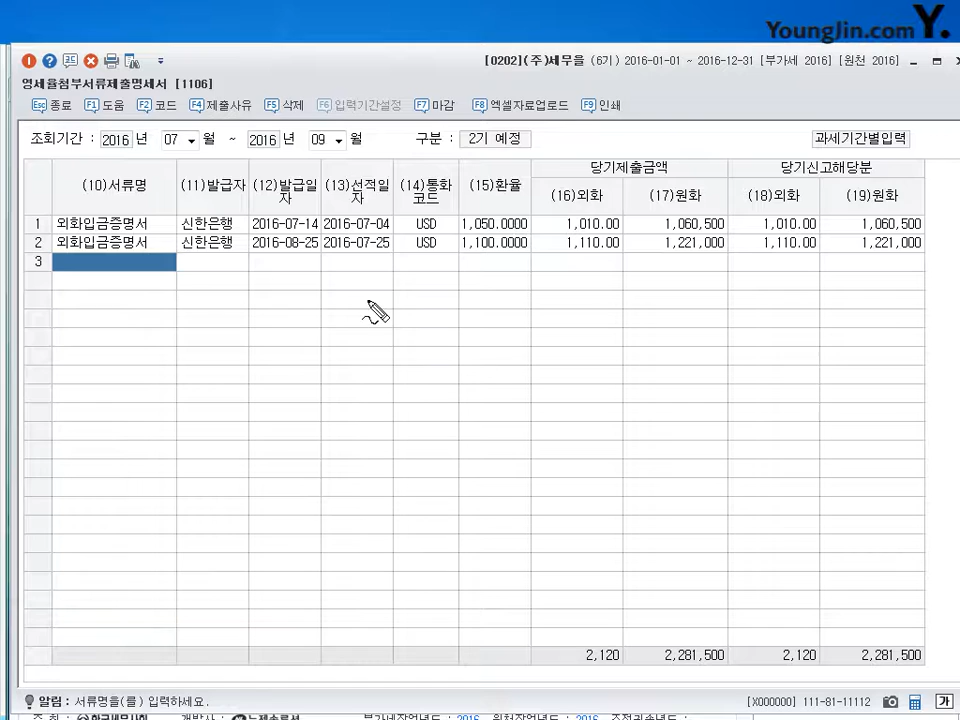 YoungJin.com Y.
[0202](주)세무을 (6기) 2016-01-01 ~ 2016-12-31 [부가세 2016] [원천 2016]
영세율첨부서류제출명세서 [1106]
Esc 종료 F1 도움 F2 코드 F4 제출사유 F5 삭제 F6 입력기간설정 F7 마감 F8 엑셀자료업로드 F9 인쇄
조회기간 : 2016 년 07 월 ~ 2016 년 09 월 구분 : 2기 예정 과세기간별입력
(10)서류명 (11)발급자 (12)발급일자 (13)선적일자 (14)통화코드 (15)환율 당기제출금액 당기신고해당분
(16)외화 (17)원화 (18)외화 (19)원화
1 외화입금증명서 신한은행 2016-07-14 2016-07-04 USD 1,050.0000 1,010.00 1,060,500 1,010.00 1,060,500
2 외화입금증명서 신한은행 2016-08-25 2016-07-25 USD 1,100.0000 1,110.00 1,221,000 1,110.00 1,221,000
3
2,120 2,281,500 2,120 2,281,500
알림 : 서류명을(를) 입력하세요. [X000000] 111-81-11112 가